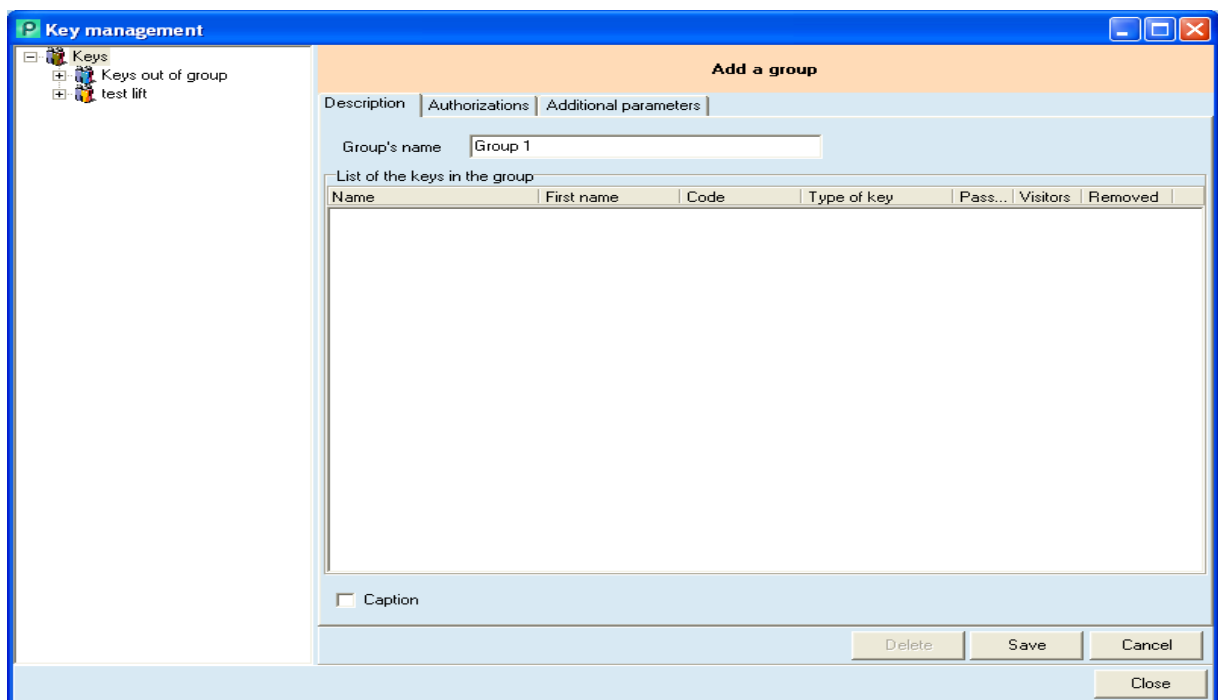 Key management
Keys
Keys out of group
test lift
Add a group
Description Authorizations Additional parameters
Group's name Group 1
List of the keys in the group
Name First name Code Type of key Pass... Visitors Removed
Caption
Delete Save Cancel
Close